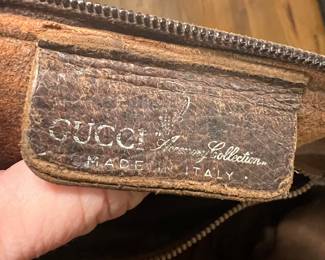 GUCCI Accessory Collection
MADE IN ITALY.